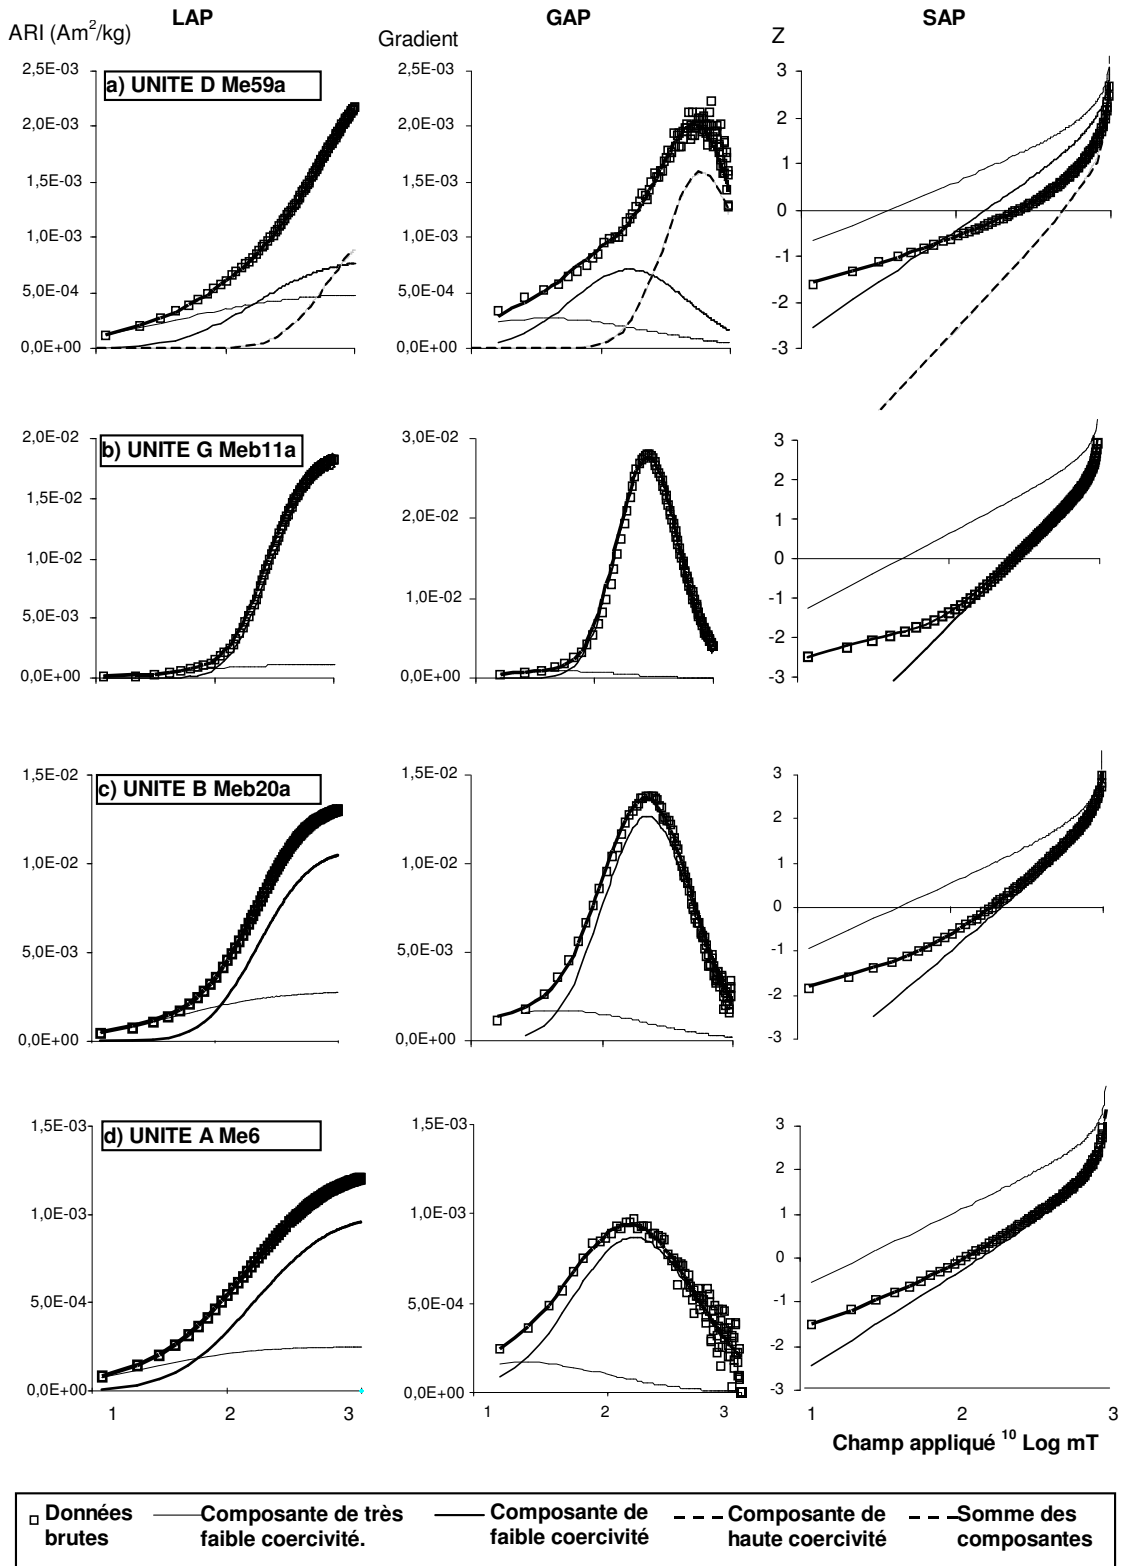 LAP GAP SAP
ARI (Am²/kg) Gradient Z
a) UNITE D Me59a
2,5E-03 2,5E-03 3
2,0E-03 2,0E-03 2
1,5E-03 1,5E-03 1
1,0E-03 1,0E-03 0
5,0E-04 5,0E-04 -1
0,0E+00 0,0E+00 -2
-3
b) UNITE G Meb11a
2,0E-02 3,0E-02 3
1,5E-02 2,0E-02 2
1,0E-02 1,0E-02 1
5,0E-03 0,0E+00 0
0,0E+00 -1
-2
-3
c) UNITE B Meb20a
1,5E-02 1,5E-02 3
1,0E-02 1,0E-02 2
5,0E-03 5,0E-03 1
0,0E+00 0,0E+00 0
-1
-2
-3
d) UNITE A Me6
1,5E-03 1,5E-03 3
1,0E-03 1,0E-03 2
5,0E-04 5,0E-04 1
0,0E+00 0,0E+00 0
-1
-2
-3
1 2 3 1 2 3 1 2 3
Champ appliqué ¹⁰ Log mT
Données brutes
Composante de très faible coercivité.
Composante de faible coercivité
Composante de haute coercivité
Somme des composantes